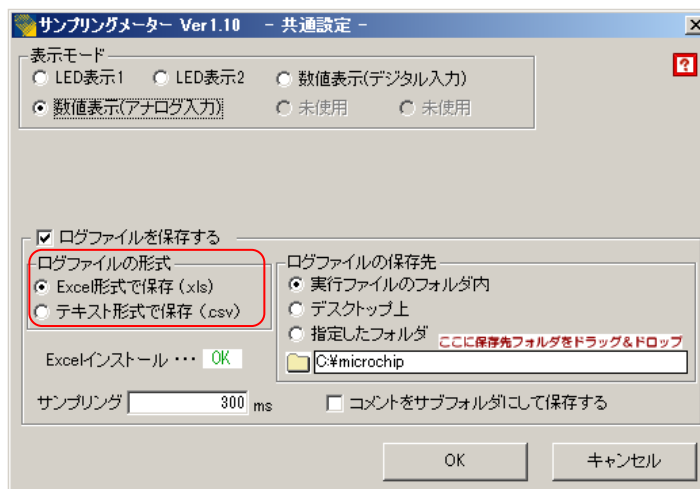 サンプリングメーター Ver1.10 - 共通設定 -
表示モード
LED表示1 LED表示2 数値表示(デジタル入力)
数値表示(アナログ入力) 未使用 未使用
?
ログファイルを保存する
ログファイルの形式
Excel形式で保存 (.xls)
テキスト形式で保存 (.csv)
Excelインストール ・・・ OK
サンプリング 300 ms
ログファイルの保存先
実行ファイルのフォルダ内
デスクトップ上
指定したフォルダ
ここに保存先フォルダをドラッグ&ドロップ
C:¥microchip
コメントをサブフォルダにして保存する
OK キャンセル